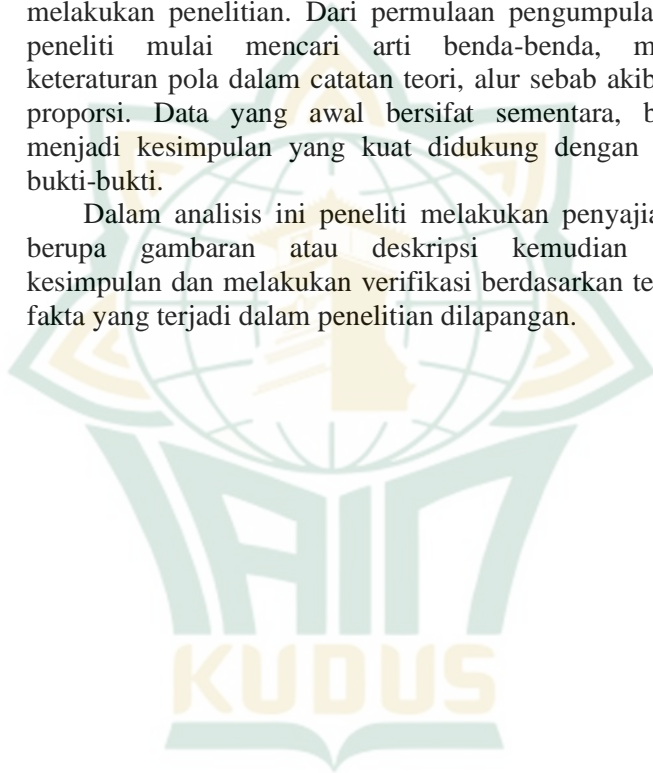 melakukan penelitian. Dari permulaan pengumpula
peneliti mulai mencari arti benda-benda, m
keteraturan pola dalam catatan teori, alur sebab akib
proporsi. Data yang awal bersifat sementara, b
menjadi kesimpulan yang kuat didukung dengan
bukti-bukti.
Dalam analisis ini peneliti melakukan penyajia
berupa gambaran atau deskripsi kemudian
kesimpulan dan melakukan verifikasi berdasarkan te
fakta yang terjadi dalam penelitian dilapangan.
IAIN
KUDUS